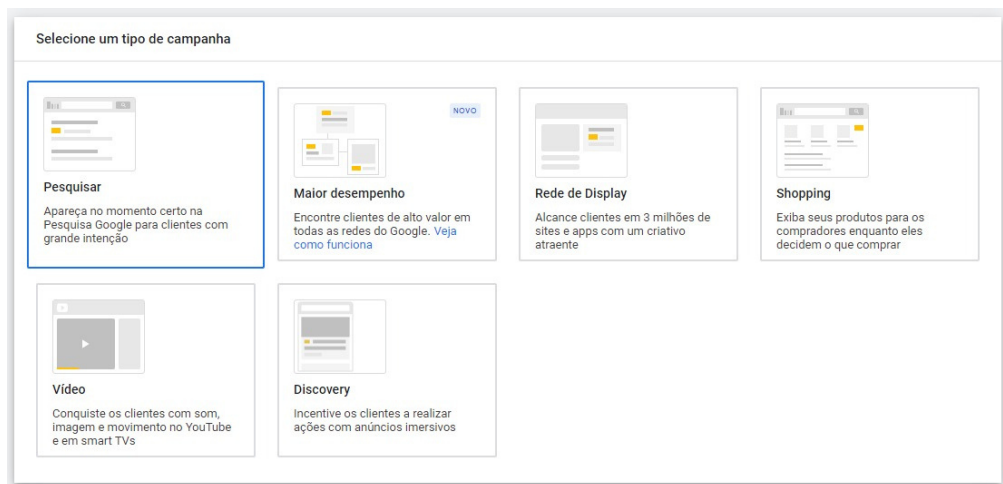 Selecione um tipo de campanha
Pesquisar
Apareça no momento certo na
Pesquisa Google para clientes com
grande intenção
NOVO
Maior desempenho
Encontre clientes de alto valor em
todas as redes do Google. Veja
como funciona
Rede de Display
Alcance clientes em 3 milhões de
sites e apps com um criativo
atraente
Shopping
Exiba seus produtos para os
compradores enquanto eles
decidem o que comprar
Vídeo
Conquiste os clientes com som,
imagem e movimento no YouTube
e em smart TVs
Discovery
Incentive os clientes a realizar
ações com anúncios imersivos